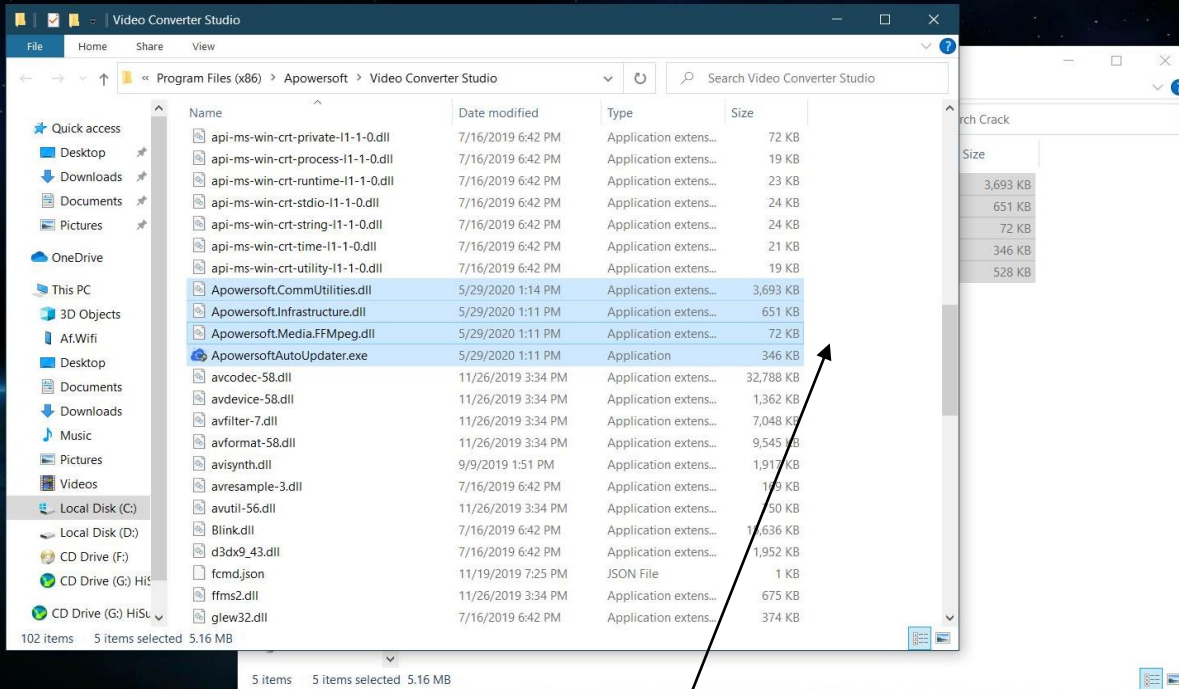 Video Converter Studio
File Home Share View
« Program Files (x86) > Apowersoft > Video Converter Studio
Search Video Converter Studio
Name Date modified Type Size
api-ms-win-crt-private-l1-1-0.dll 7/16/2019 6:42 PM Application extens... 72 KB
api-ms-win-crt-process-l1-1-0.dll 7/16/2019 6:42 PM Application extens... 19 KB
api-ms-win-crt-runtime-l1-1-0.dll 7/16/2019 6:42 PM Application extens... 23 KB
api-ms-win-crt-stdio-l1-1-0.dll 7/16/2019 6:42 PM Application extens... 24 KB
api-ms-win-crt-string-l1-1-0.dll 7/16/2019 6:42 PM Application extens... 24 KB
api-ms-win-crt-time-l1-1-0.dll 7/16/2019 6:42 PM Application extens... 21 KB
api-ms-win-crt-utility-l1-1-0.dll 7/16/2019 6:42 PM Application extens... 19 KB
Apowersoft.CommUtilities.dll 5/29/2020 1:14 PM Application extens... 3,693 KB
Apowersoft.Infrastructure.dll 5/29/2020 1:11 PM Application extens... 651 KB
Apowersoft.Media.FFMpeg.dll 5/29/2020 1:11 PM Application extens... 72 KB
ApowersoftAutoUpdater.exe 5/29/2020 1:11 PM Application 346 KB
avcodec-58.dll 11/26/2019 3:34 PM Application extens... 32,788 KB
avdevice-58.dll 11/26/2019 3:34 PM Application extens... 1,362 KB
avfilter-7.dll 11/26/2019 3:34 PM Application extens... 7,048 KB
avformat-58.dll 11/26/2019 3:34 PM Application extens... 9,545 KB
avisynth.dll 9/9/2019 1:51 PM Application extens... 1,917 KB
avresample-3.dll 7/16/2019 6:42 PM Application extens... KB
avutil-56.dll 11/26/2019 3:34 PM Application extens... KB
Blink.dll 7/16/2019 6:42 PM Application extens... KB
d3dx9_43.dll 7/16/2019 6:42 PM Application extens... 1,952 KB
fcmd.json 11/19/2019 7:25 PM JSON File 1 KB
ffms2.dll 11/26/2019 3:34 PM Application extens... 675 KB
glew32.dll 7/16/2019 6:42 PM Application extens... 374 KB
Quick access
Desktop
Downloads
Documents
Pictures
OneDrive
This PC
3D Objects
Af.Wifi
Desktop
Documents
Downloads
Music
Pictures
Videos
Local Disk (C:)
Local Disk (D:)
CD Drive (F:)
CD Drive (G:) HiS
CD Drive (G:) HiSu
102 items 5 items selected 5.16 MB
rch Crack
Size
3,693 KB
651 KB
72 KB
346 KB
528 KB
5 items 5 items selected 5.16 MB